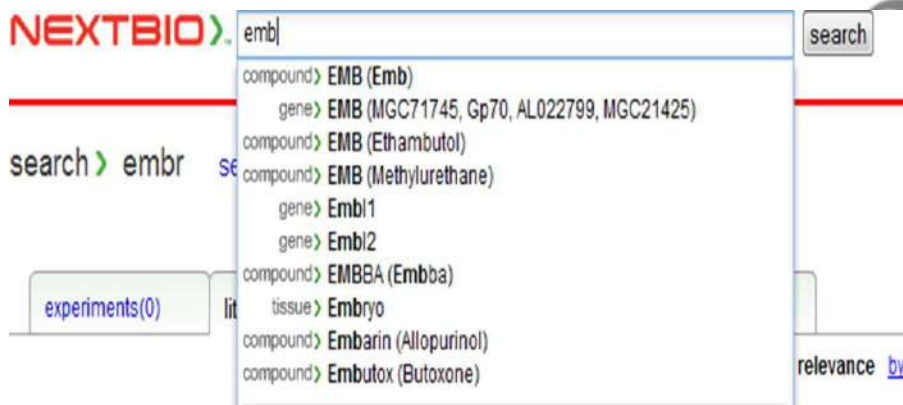 NEXTBIO
emb
search
compound> EMB (Emb)
gene> EMB (MGC71745, Gp70, AL022799, MGC21425)
compound> EMB (Ethambutol)
search> embr
compound> EMB (Methylurethane)
gene> Embl1
gene> Embl2
compound> EMBBA (Embba)
experiments(0)
tissue> Embryo
compound> Embarin (Allopurinol)
compound> Embutox (Butoxone)
relevance by